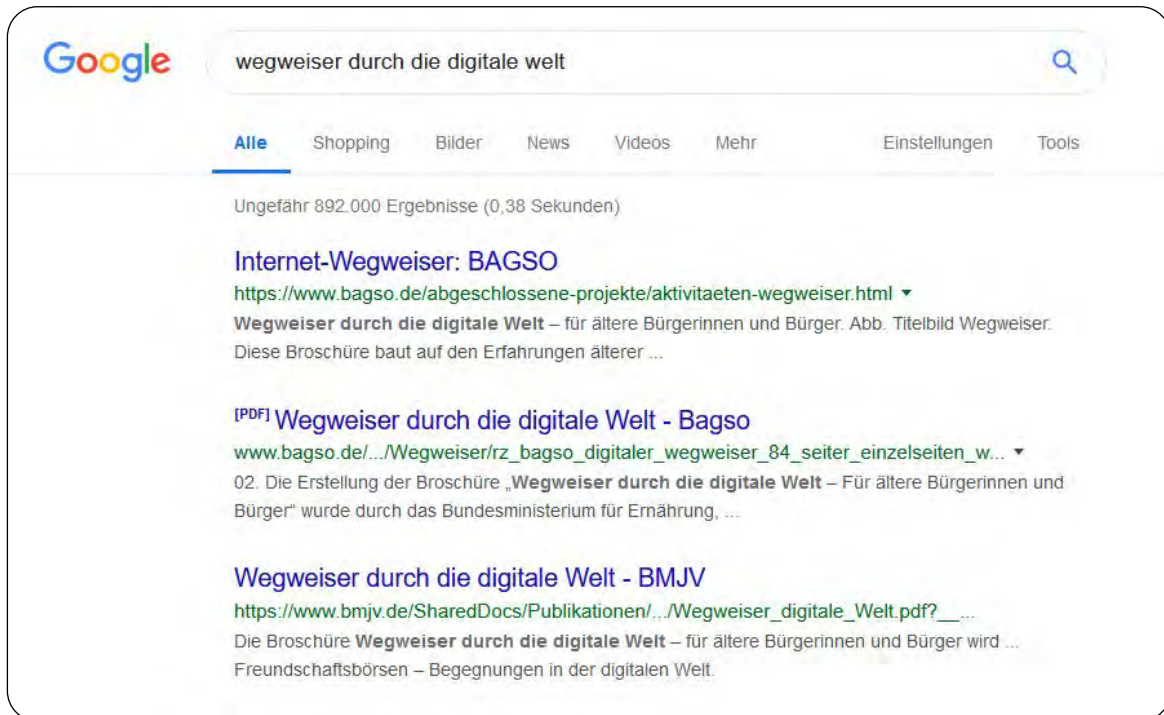 Google
wegweiser durch die digitale welt
Alle Shopping Bilder News Videos Mehr Einstellungen Tools
Ungefähr 892.000 Ergebnisse (0,38 Sekunden)
Internet-Wegweiser: BAGSO
https://www.bagso.de/abgeschlossene-projekte/aktivitaeten-wegweiser.html
Wegweiser durch die digitale Welt – für ältere Bürgerinnen und Bürger. Abb. Titelbild Wegweiser.
Diese Broschüre baut auf den Erfahrungen älterer ...
[PDF] Wegweiser durch die digitale Welt - Bagso
www.bagso.de/.../Wegweiser/rz_bagso_digitaler_wegweiser_84_seiter_einzelseiten_w...
02. Die Erstellung der Broschüre „Wegweiser durch die digitale Welt – Für ältere Bürgerinnen und
Bürger“ wurde durch das Bundesministerium für Ernährung, ...
Wegweiser durch die digitale Welt - BMJV
https://www.bmjv.de/SharedDocs/Publikationen/.../Wegweiser_digitale_Welt.pdf?__...
Die Broschüre Wegweiser durch die digitale Welt – für ältere Bürgerinnen und Bürger wird ...
Freundschaftsbörsen – Begegnungen in der digitalen Welt.